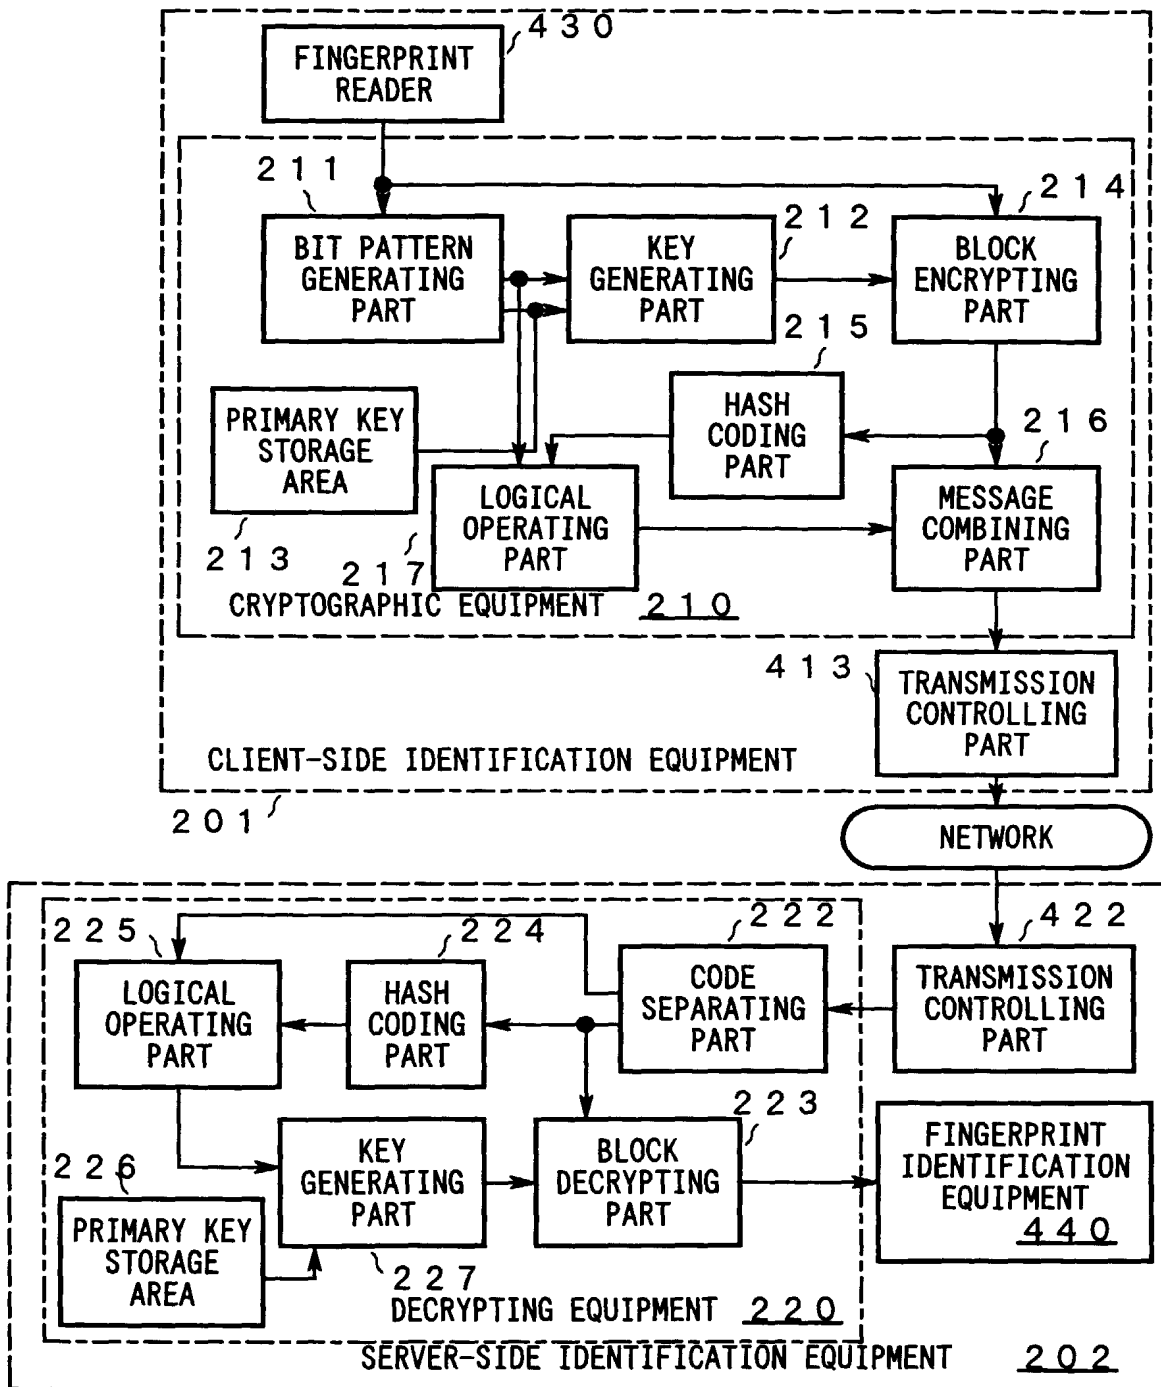 430
FINGERPRINT
READER
211
BIT PATTERN
GENERATING
PART
212
KEY
GENERATING
PART
214
BLOCK
ENCRYPTING
PART
215
HASH
CODING
PART
PRIMARY KEY
STORAGE
AREA
213
216
MESSAGE
COMBINING
PART
LOGICAL
OPERATING
PART
217
CRYPTOGRAPHIC EQUIPMENT 210
413
TRANSMISSION
CONTROLLING
PART
CLIENT-SIDE IDENTIFICATION EQUIPMENT
201
NETWORK
225
LOGICAL
OPERATING
PART
224
HASH
CODING
PART
222
CODE
SEPARATING
PART
422
TRANSMISSION
CONTROLLING
PART
226
PRIMARY KEY
STORAGE
AREA
KEY
GENERATING
PART
227
223
BLOCK
DECRYPTING
PART
FINGERPRINT
IDENTIFICATION
EQUIPMENT
440
DECRYPTING EQUIPMENT 220
SERVER-SIDE IDENTIFICATION EQUIPMENT 202